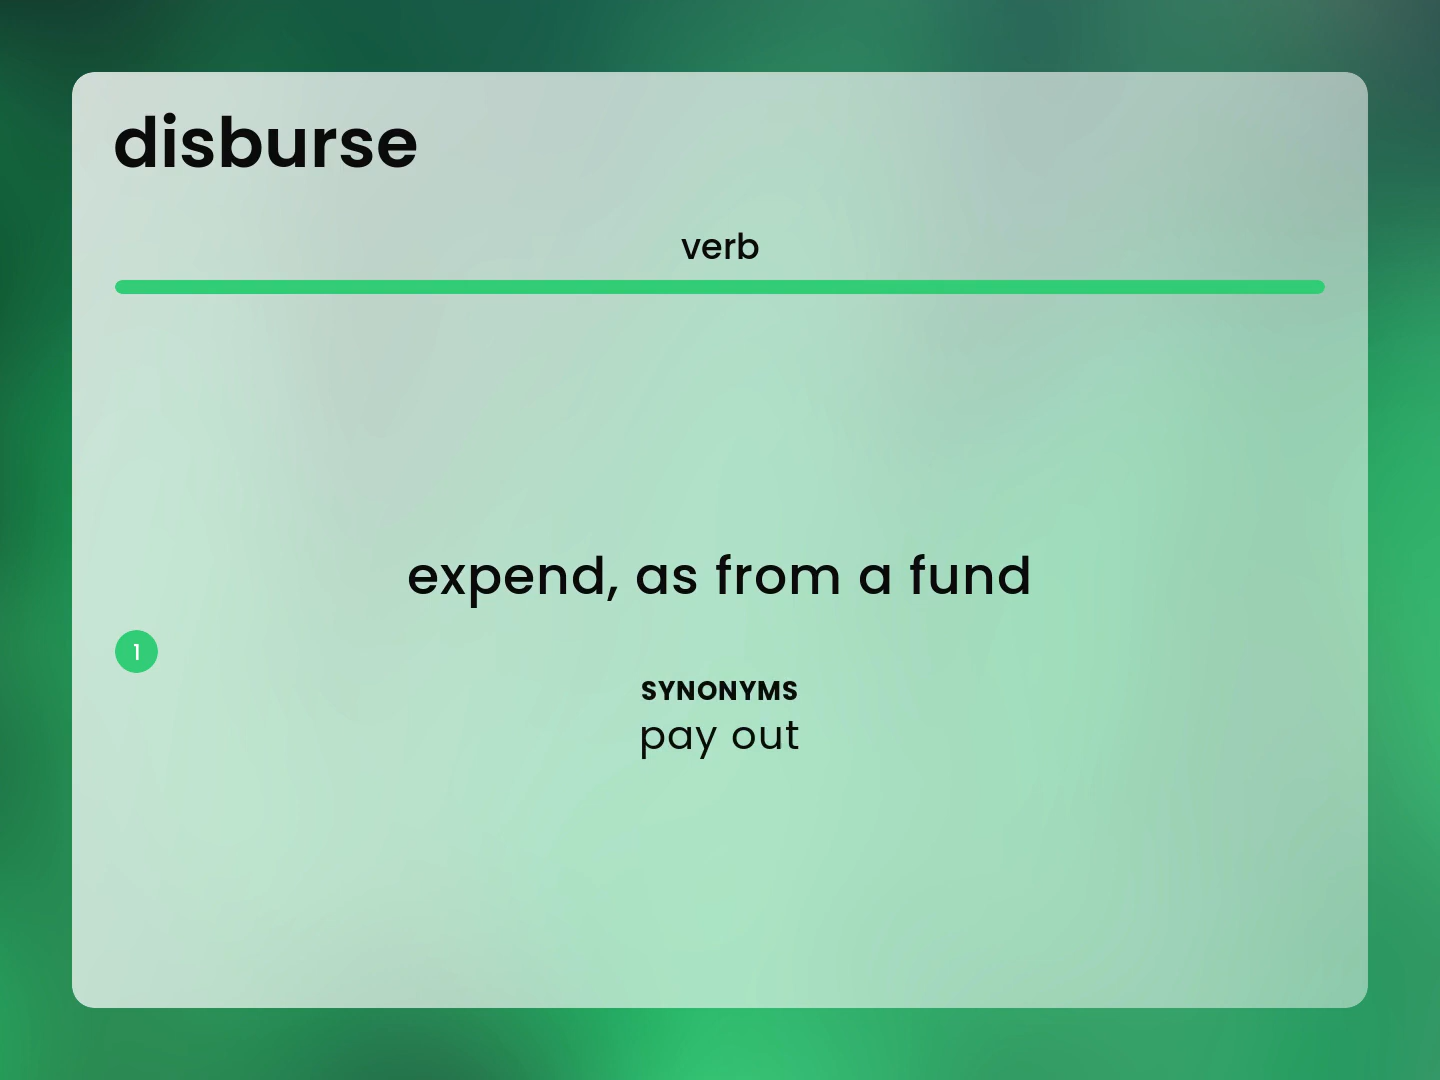 disburse
verb
expend, as from a fund
1
SYNONYMS
pay out